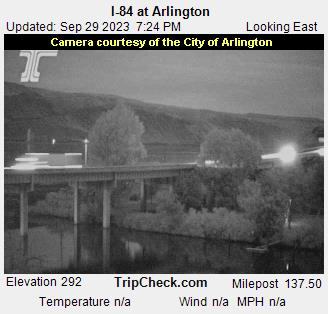 I-84 at Arlington
Updated: Sep 29 2023 7:24 PM Looking East
Camera courtesy of the City of Arlington
Elevation 292 TripCheck.com Milepost 137.50
Temperature n/a Wind n/a MPH n/a